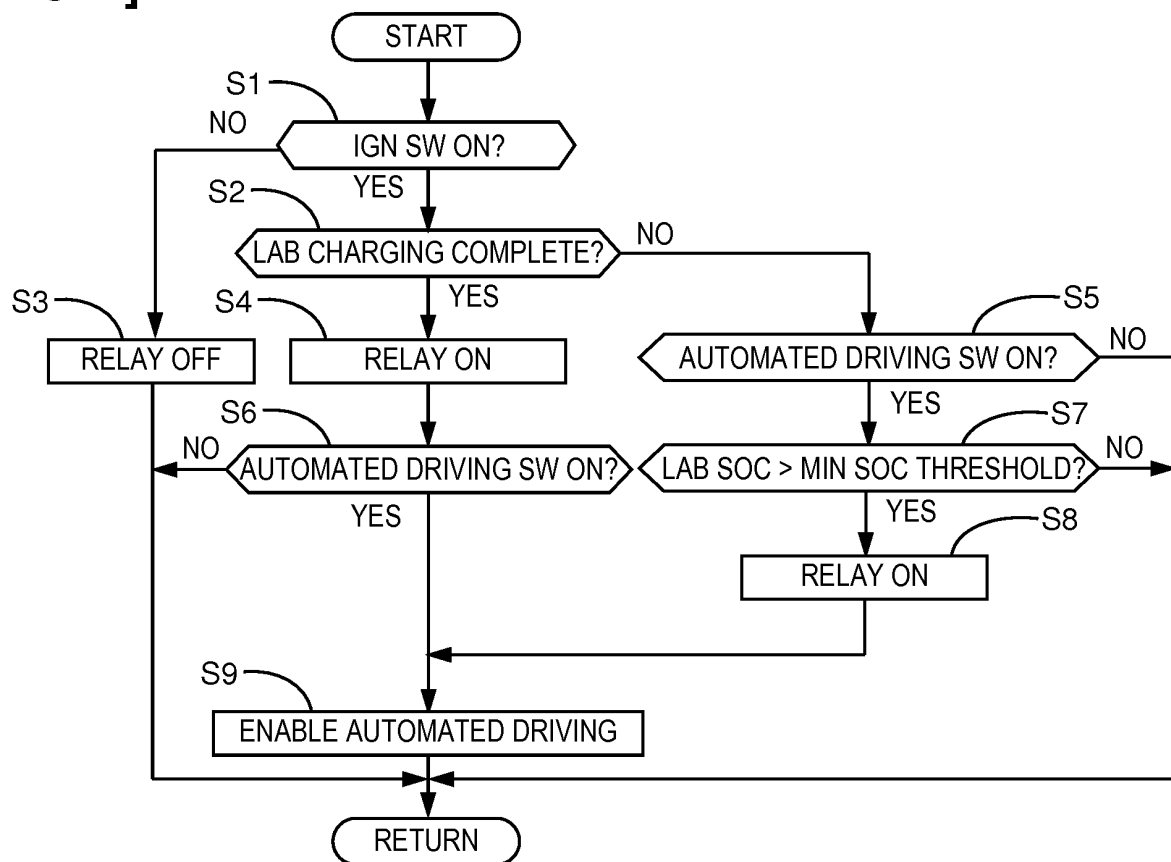 START
S1
NO
IGN SW ON?
YES
S2
NO
LAB CHARGING COMPLETE?
YES
S3
S4
S5
RELAY OFF
RELAY ON
AUTOMATED DRIVING SW ON?
NO
YES
S6
S7
NO
AUTOMATED DRIVING SW ON?
LAB SOC > MIN SOC THRESHOLD?
NO
YES
YES
S8
RELAY ON
S9
ENABLE AUTOMATED DRIVING
RETURN